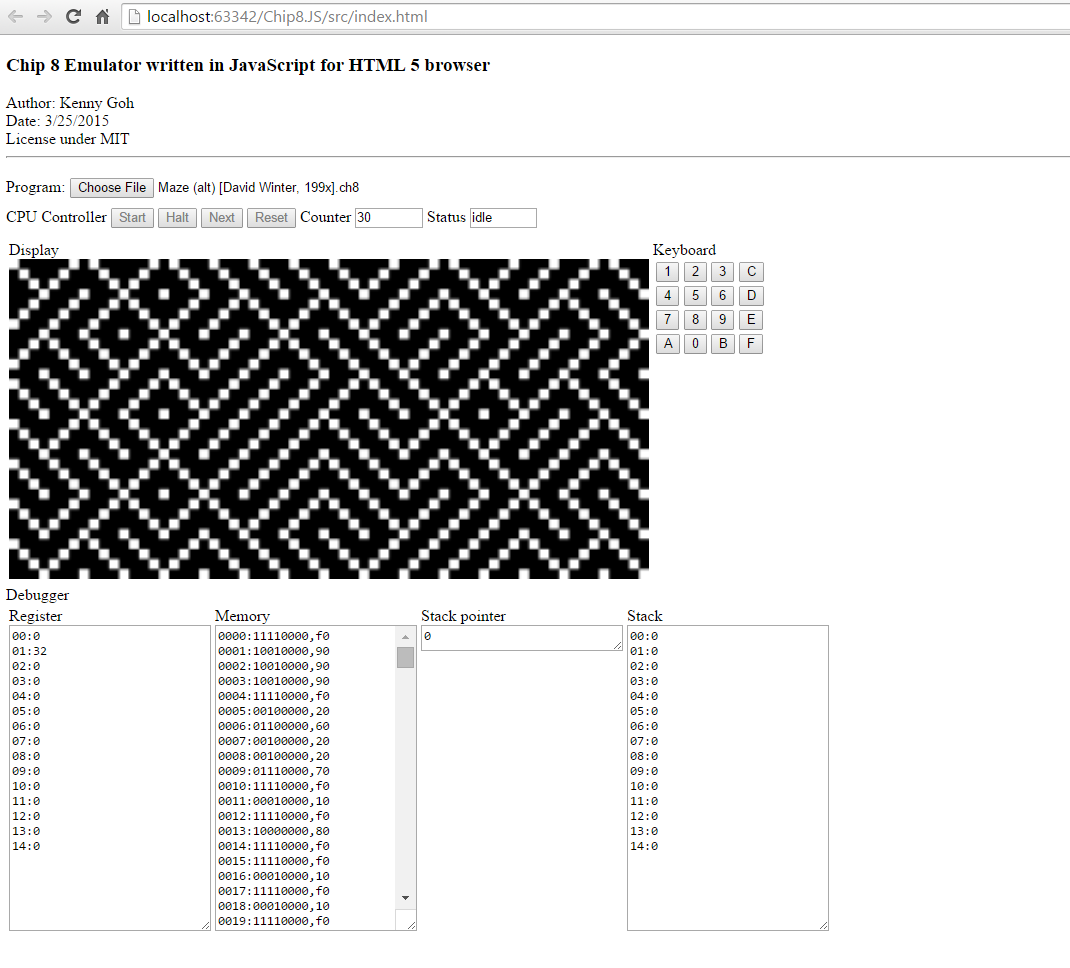 localhost:63342/Chip8.JS/src/index.html
Chip 8 Emulator written in JavaScript for HTML 5 browser
Author: Kenny Goh
Date: 3/25/2015
License under MIT
Program: Choose File Maze (alt) [David Winter, 199x].ch8
CPU Controller Start Halt Next Reset Counter 30 Status idle
Display Keyboard
1 2 3 C
4 5 6 D
7 8 9 E
A 0 B F
Debugger
Register Memory Stack pointer Stack
00:0 0000:11110000,f0 0 00:0
01:32 0001:10010000,90 01:0
02:0 0002:10010000,90 02:0
03:0 0003:10010000,90 03:0
04:0 0004:11110000,f0 04:0
05:0 0005:00100000,20 05:0
06:0 0006:01100000,60 06:0
07:0 0007:00100000,20 07:0
08:0 0008:00100000,20 08:0
09:0 0009:01110000,70 09:0
10:0 0010:11110000,f0 10:0
11:0 0011:00010000,10 11:0
12:0 0012:11110000,f0 12:0
13:0 0013:10000000,80 13:0
14:0 0014:11110000,f0 14:0
0015:11110000,f0
0016:00010000,10
0017:11110000,f0
0018:00010000,10
0019:11110000,f0